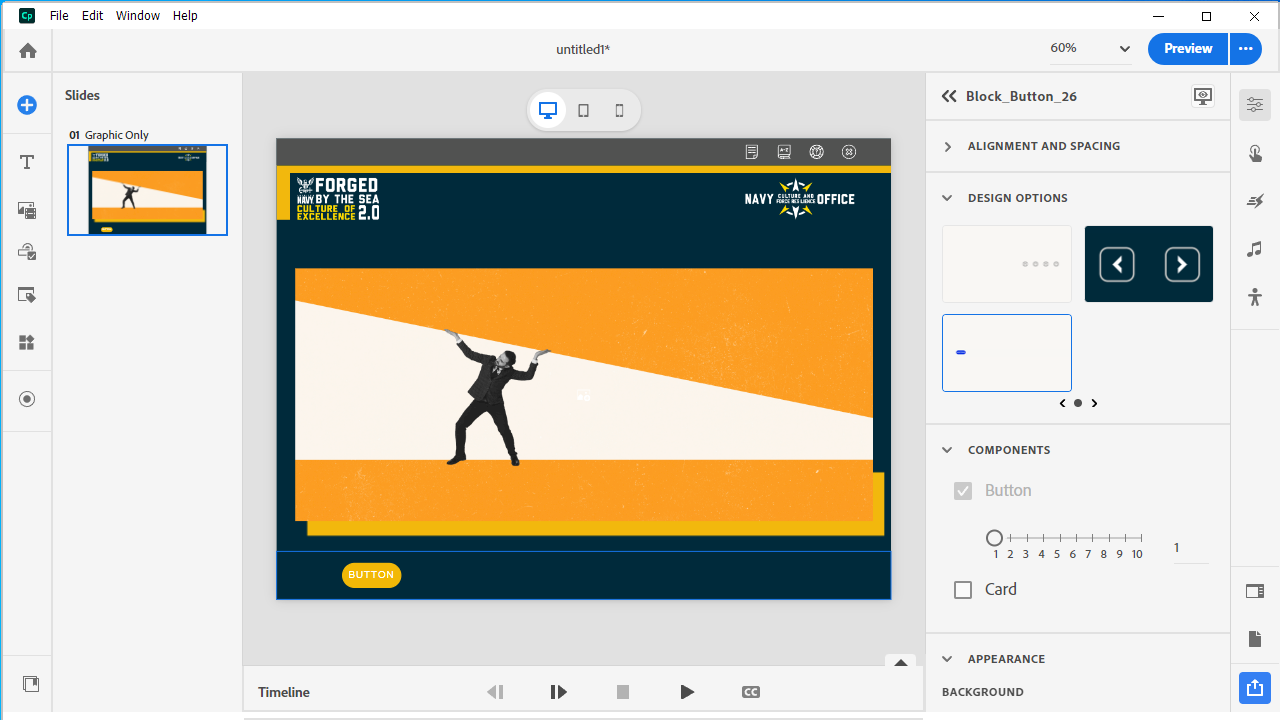 Cp File Edit Window Help
untitled1*
60%
Preview
Slides
01 Graphic Only
FORGED
NAVY BY THE SEA
CULTURE OF
EXCELLENCE 2.0
NAVY CULTURE AND FORCE RESILIENCE OFFICE
BUTTON
Timeline
CC
Block_Button_26
ALIGNMENT AND SPACING
DESIGN OPTIONS
COMPONENTS
Button
1 2 3 4 5 6 7 8 9 10
1
Card
APPEARANCE
BACKGROUND